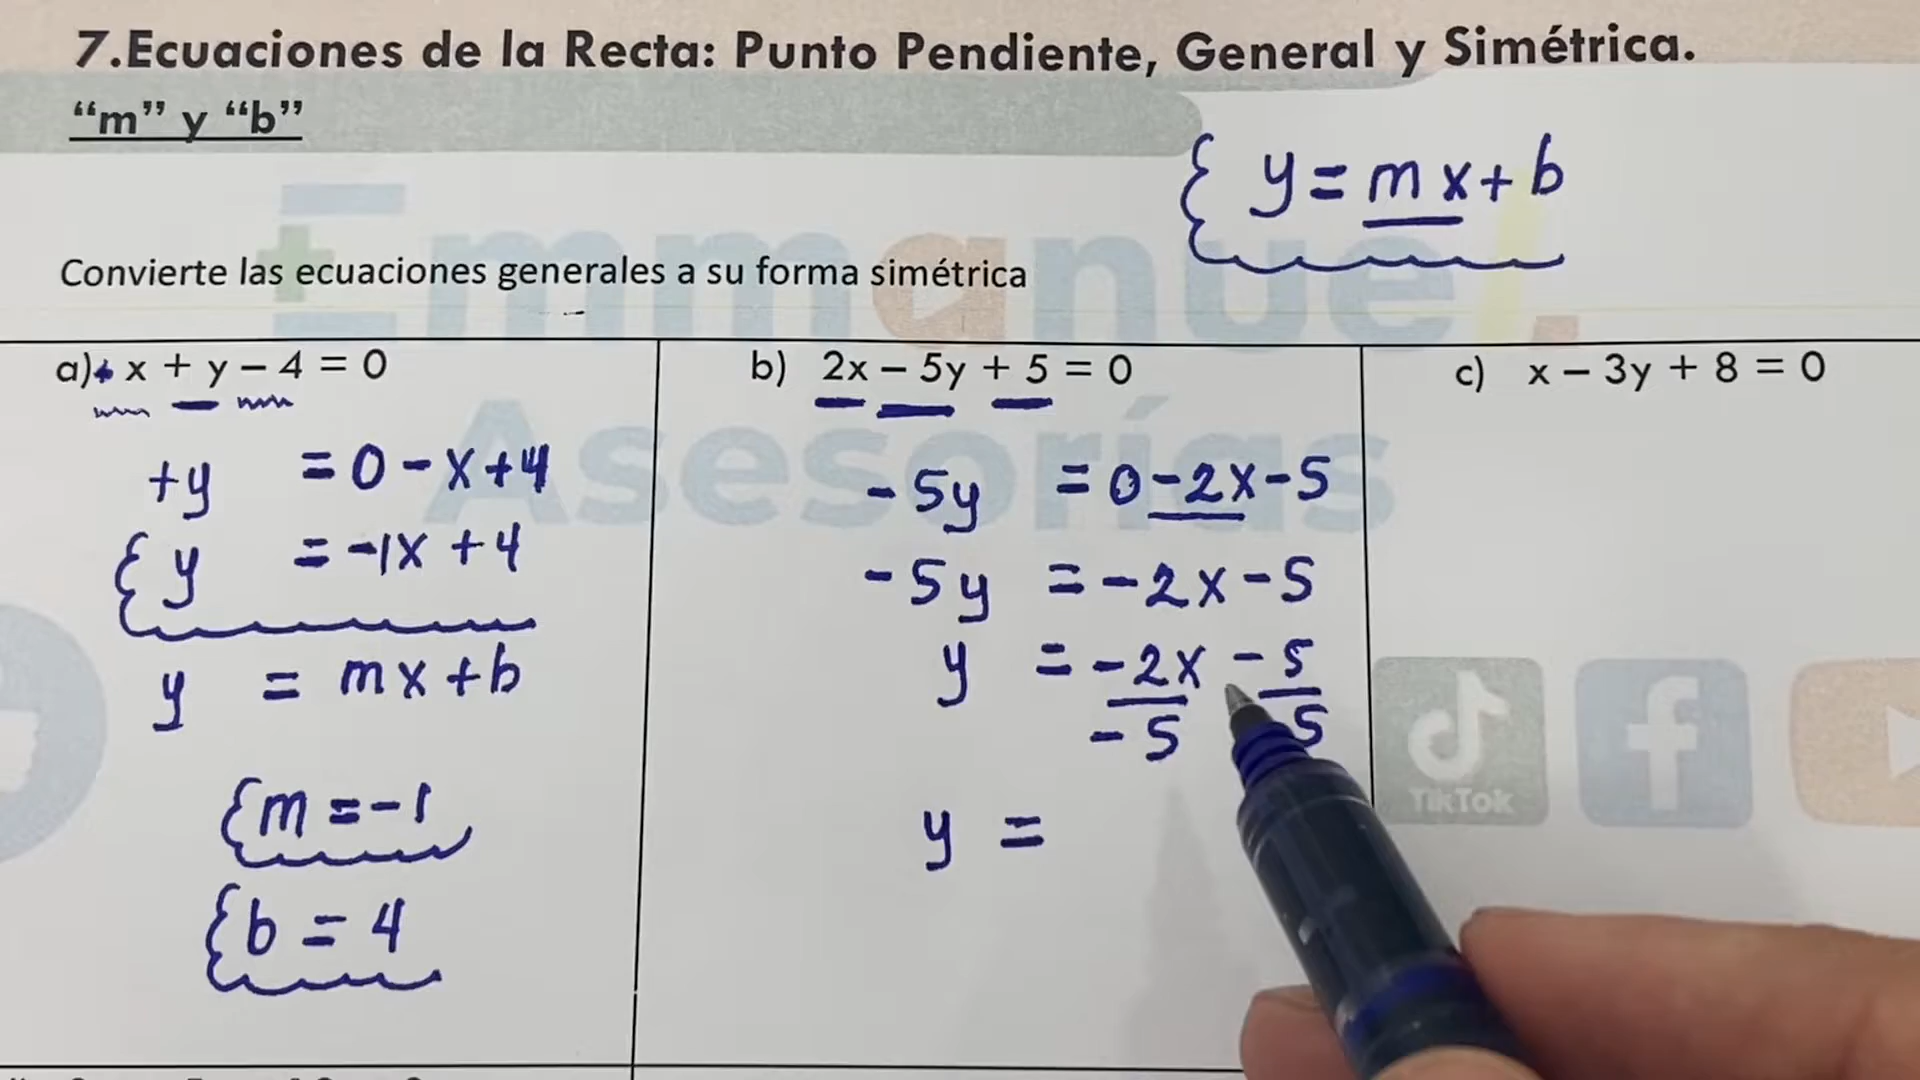 7.Ecuaciones de la Recta: Punto Pendiente, General y Simétrica.
“m” y “b”
y = mx + b
Emmanuel
Asesorías
Convierte las ecuaciones generales a su forma simétrica
a) x + y – 4 = 0
+y = 0 - x + 4
y = -1x + 4
y = mx + b
m = -1
b = 4
b) 2x – 5y + 5 = 0
-5y = 0 - 2x - 5
-5y = -2x - 5
y = -2x - 5
-5 5
y =
c) x – 3y + 8 = 0
TikTok